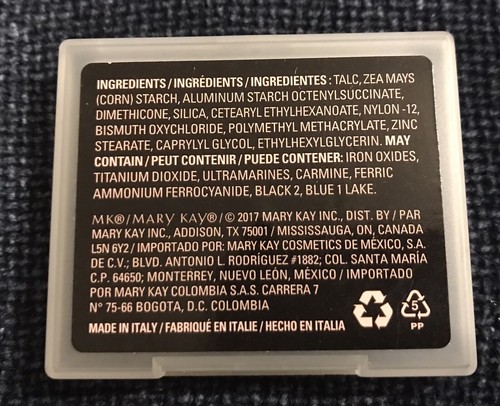 INGREDIENTS / INGRÉDIENTS / INGREDIENTES : TALC, ZEA MAYS
(CORN) STARCH, ALUMINUM STARCH OCTENYLSUCCINATE,
DIMETHICONE, SILICA, CETEARYL ETHYLHEXANOATE, NYLON -12,
BISMUTH OXYCHLORIDE, POLYMETHYL METHACRYLATE, ZINC
STEARATE, CAPRYLYL GLYCOL, ETHYLHEXYLGLYCERIN. MAY
CONTAIN / PEUT CONTENIR / PUEDE CONTENER: IRON OXIDES,
TITANIUM DIOXIDE, ULTRAMARINES, CARMINE, FERRIC
AMMONIUM FERROCYANIDE, BLACK 2, BLUE 1 LAKE.
MK® / MARY KAY® / © 2017 MARY KAY INC., DIST. BY / PAR
MARY KAY INC., ADDISON, TX 75001 / MISSISSAUGA, ON, CANADA
L5N 6Y2 / IMPORTADO POR: MARY KAY COSMETICS DE MÉXICO, S.A.
DE C.V.; BLVD. ANTONIO L. RODRÍGUEZ #1882; COL. SANTA MARÍA
C.P. 64650; MONTERREY, NUEVO LEÓN, MÉXICO / IMPORTADO
POR MARY KAY COLOMBIA S.A.S. CARRERA 7
N° 75-66 BOGOTA, D.C. COLOMBIA
MADE IN ITALY / FABRIQUÉ EN ITALIE / HECHO EN ITALIA
5
PP